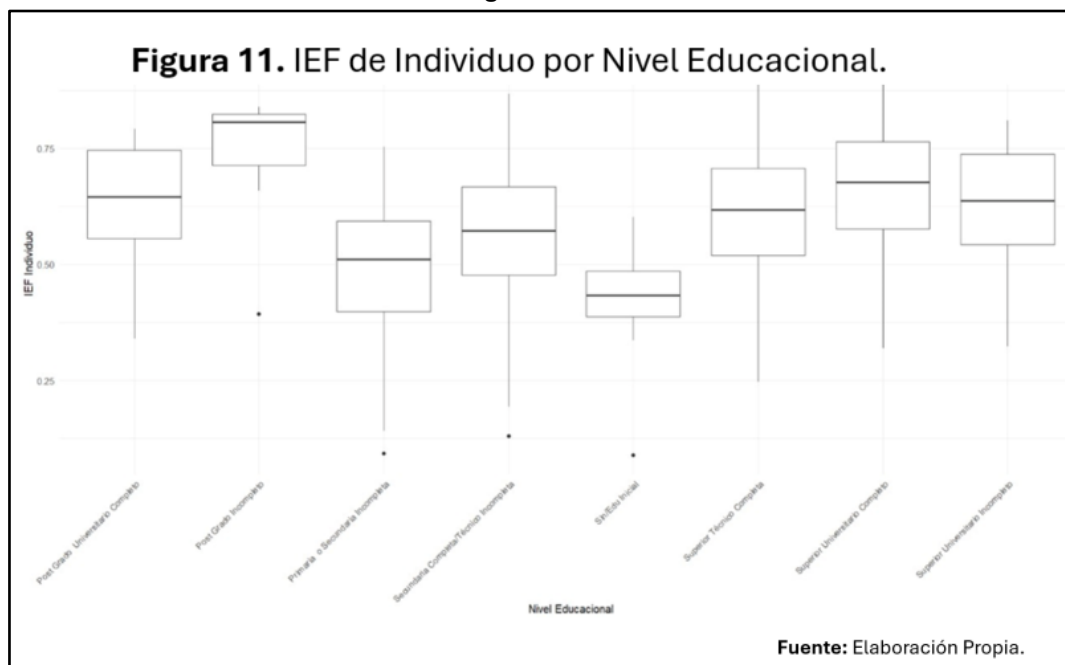 Figura 11. IEF de Individuo por Nivel Educacional.
0.75
0.50
0.25
IEF Individuo
Post Grado Universitario Completo
Post Grado Incompleto
Primaria o Secundaria Incompleta
Secundaria Completa/Técnico Incompleta
Sin/Edu Inicial
Superior Técnico Completa
Superior Universitario Completo
Superior Universitario Incompleto
Nivel Educacional
Fuente: Elaboración Propia.